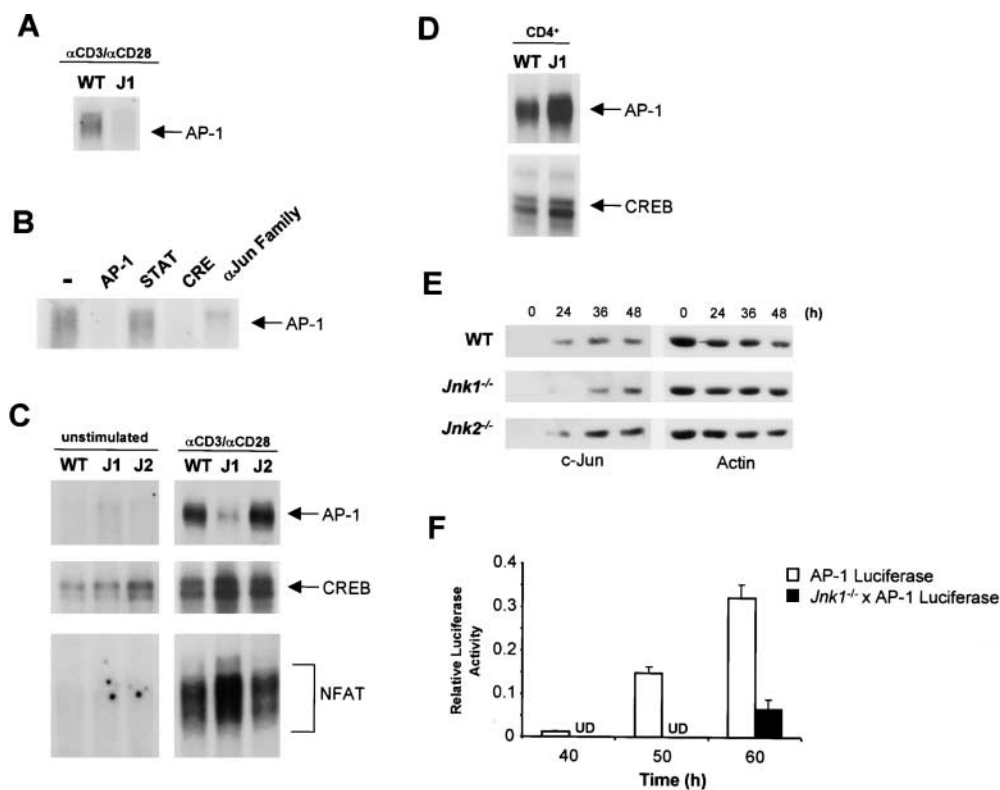 A
αCD3/αCD28
WT J1
AP-1
B
- AP-1 STAT CRE αJun Family
AP-1
C
unstimulated αCD3/αCD28
WT J1 J2 WT J1 J2
AP-1
CREB
NFAT
D
CD4+
WT J1
AP-1
CREB
E
0 24 36 48 0 24 36 48 (h)
WT
Jnk1-/-
Jnk2-/-
c-Jun Actin
F
Relative Luciferase
Activity
0.4
0.3
0.2
0.1
0
UD UD
40 50 60
Time (h)
AP-1 Luciferase
Jnk1-/- x AP-1 Luciferase